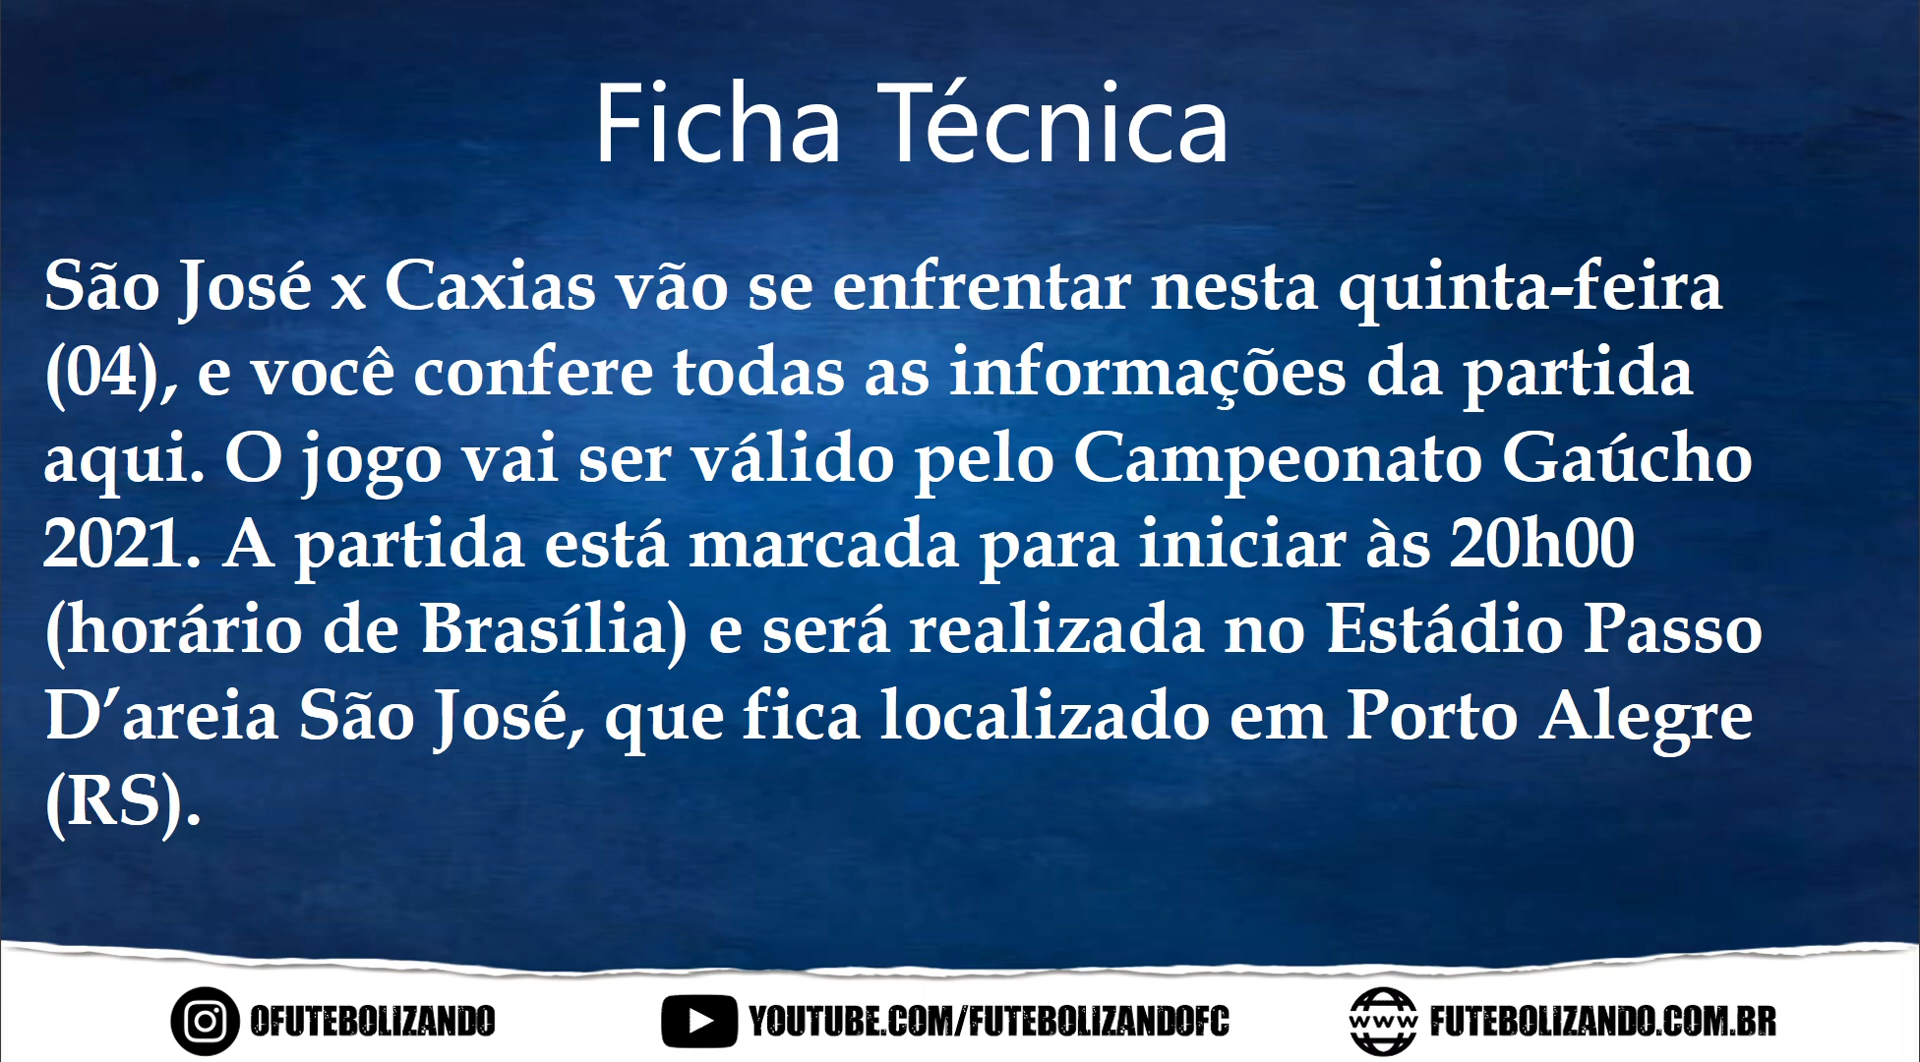 Ficha Técnica
São José x Caxias vão se enfrentar nesta quinta-feira
(04), e você confere todas as informações da partida
aqui. O jogo vai ser válido pelo Campeonato Gaúcho
2021. A partida está marcada para iniciar às 20h00
(horário de Brasília) e será realizada no Estádio Passo
D’areia São José, que fica localizado em Porto Alegre
(RS).
OFUTEBOLIZANDO
YOUTUBE.COM/FUTEBOLIZANDOFC
WWW FUTEBOLIZANDO.COM.BR